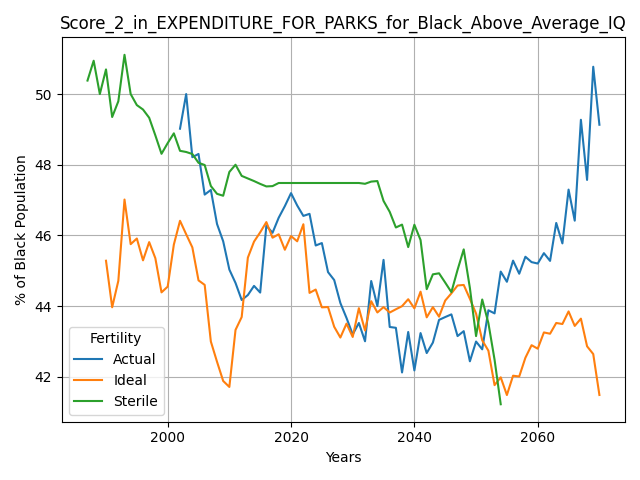 Score_2_in_EXPENDITURE_FOR_PARKS_for_Black_Above_Average_IQ
% of Black Population
50
48
46
44
42
Fertility
Actual
Ideal
Sterile
2000
2020
2040
2060
Years